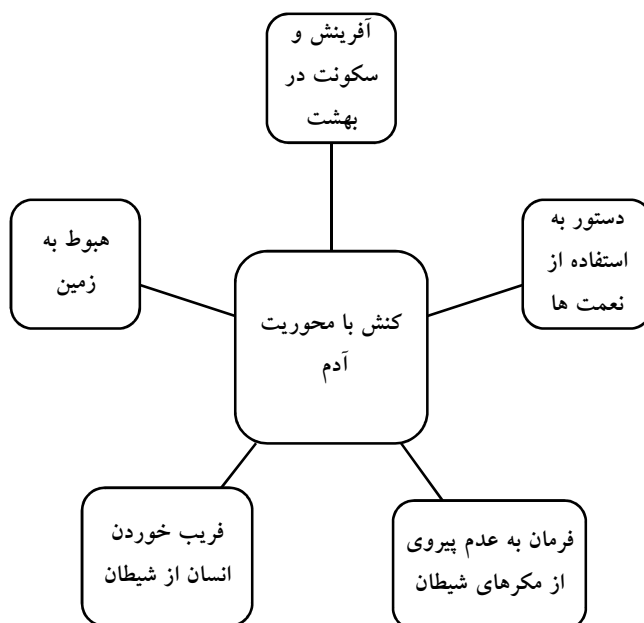 آفرینش و
سکونت در
بهشت
دستور به
استفاده از
نعمت ها
هبوط به
زمین
کنش با محوریت
آدم
فریب خوردن
انسان از شیطان
فرمان به عدم پیروی
از مکرهای شیطان